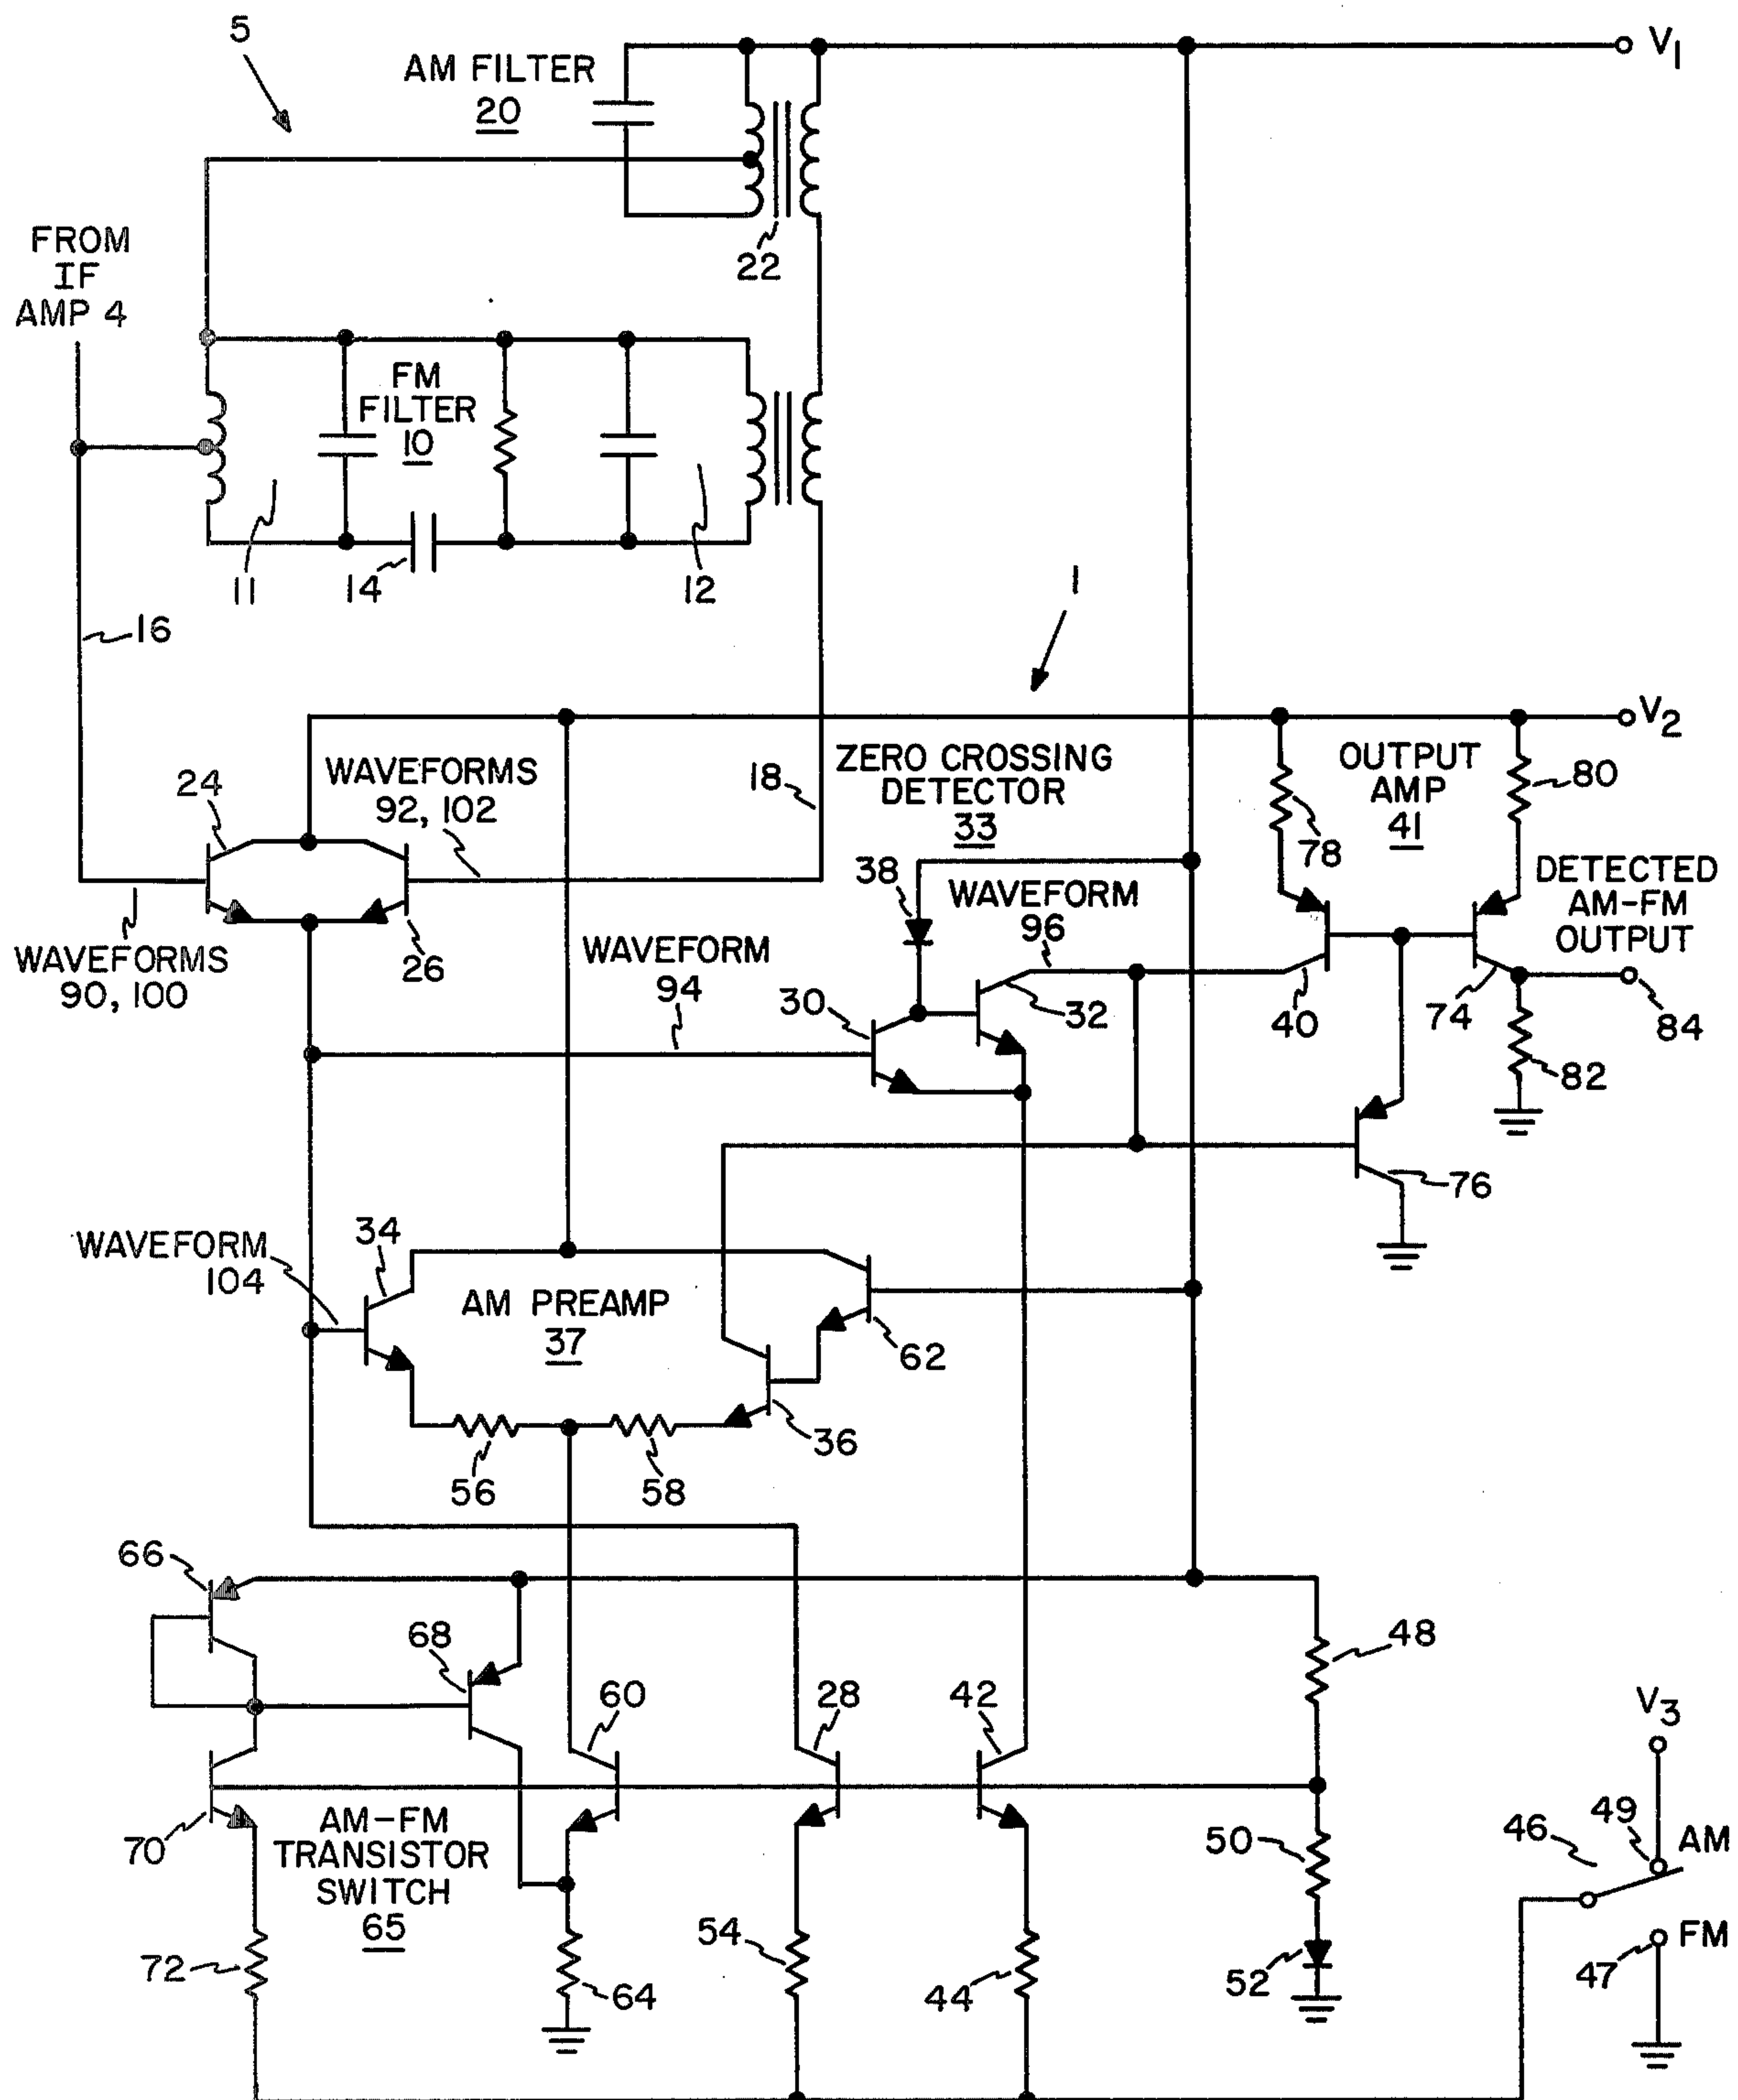 5
AM FILTER
20
V1
FROM
IF
AMP 4
22
FM
FILTER
10
11
14
12
16
1
V2
24
WAVEFORMS
92, 102
18
ZERO CROSSING
DETECTOR
33
OUTPUT
AMP
41
80
78
38
WAVEFORM
96
DETECTED
AM-FM
OUTPUT
WAVEFORMS
90, 100
26
WAVEFORM
94
30
32
40
74
84
82
76
WAVEFORM
104
34
AM PREAMP
37
62
36
56
58
66
68
60
28
42
48
V3
70
AM-FM
TRANSISTOR
SWITCH
65
50
46
49
AM
72
64
54
44
52
47
FM